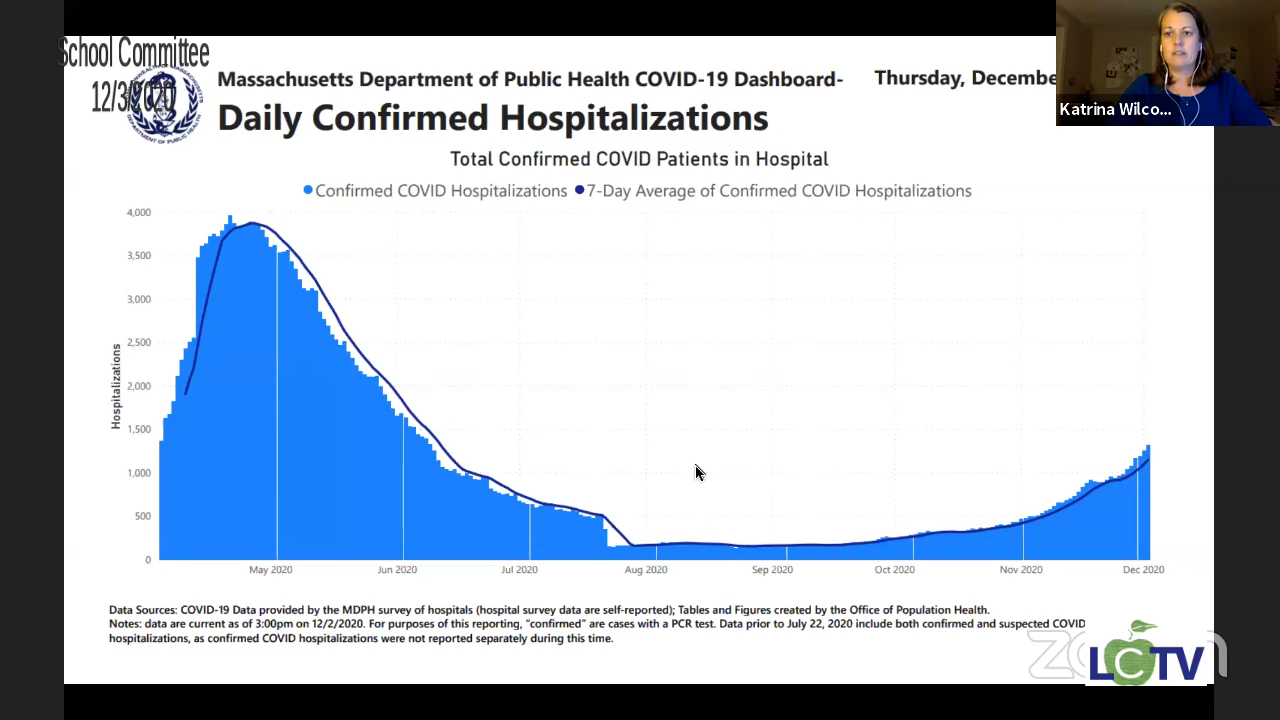 School Committee
12/3/2020
Massachusetts Department of Public Health COVID-19 Dashboard-
Thursday, Decembe
Daily Confirmed Hospitalizations
Katrina Wilco...
Total Confirmed COVID Patients in Hospital
Confirmed COVID Hospitalizations
7-Day Average of Confirmed COVID Hospitalizations
Hospitalizations
4,000
3,500
3,000
2,500
2,000
1,500
1,000
500
0
May 2020
Jun 2020
Jul 2020
Aug 2020
Sep 2020
Oct 2020
Nov 2020
Dec 2020
Data Sources: COVID-19 Data provided by the MDPH survey of hospitals (hospital survey data are self-reported); Tables and Figures created by the Office of Population Health.
Notes: data are current as of 3:00pm on 12/2/2020. For purposes of this reporting, "confirmed" are cases with a PCR test. Data prior to July 22, 2020 include both confirmed and suspected COVID
hospitalizations, as confirmed COVID hospitalizations were not reported separately during this time.
LCTV